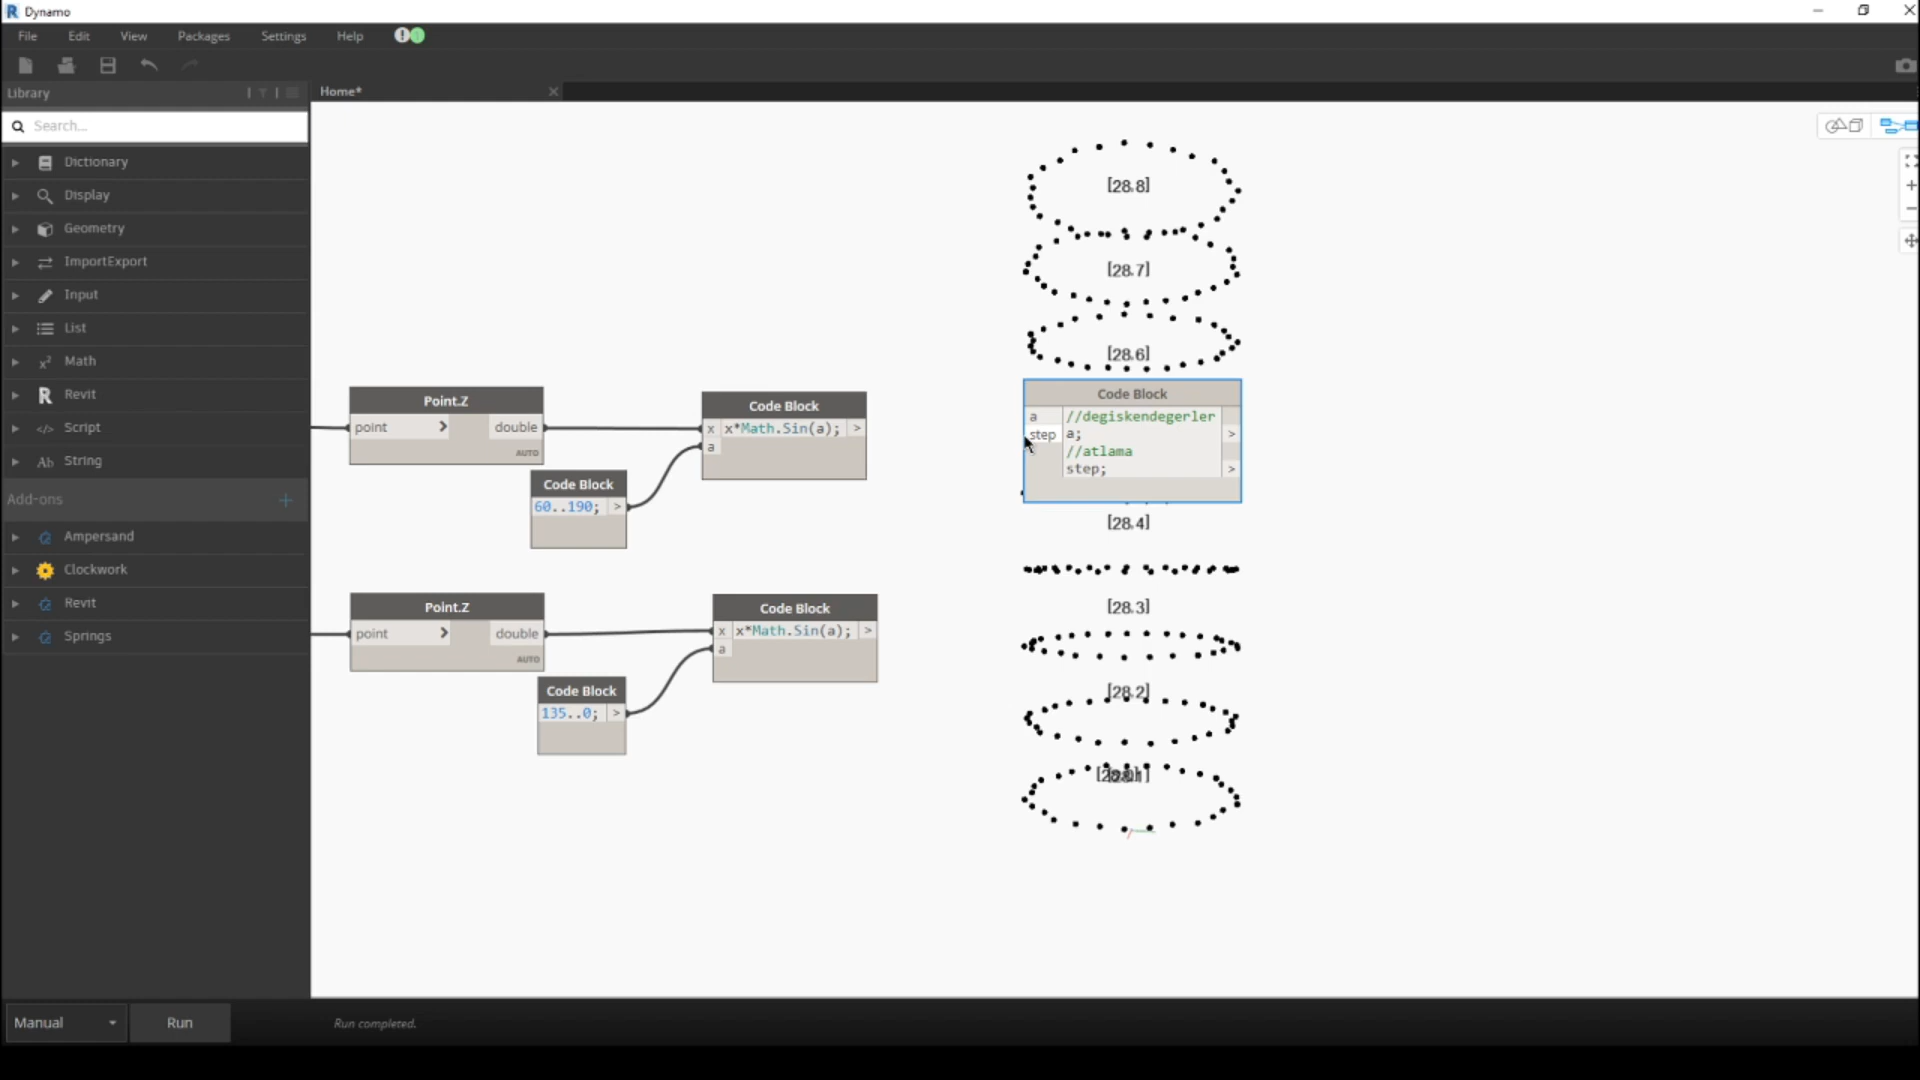 Dynamo
File Edit View Packages Settings Help
Library
Home*
Search...
Dictionary
Display
Geometry
ImportExport
Input
List
Math
Revit
Script
String
Add-ons
Ampersand
Clockwork
Revit
Springs
Point.Z
point > double
AUTO
Code Block
60..190; >
Code Block
x x*Math.Sin(a); >
a
Point.Z
point > double
AUTO
Code Block
135..0; >
Code Block
x x*Math.Sin(a); >
a
[28.8]
[28.7]
[28.6]
Code Block
a //degiskendegerler
step a; >
//atlama
step; >
[28.4]
[28.3]
[28.2]
Manual
Run
Run completed.